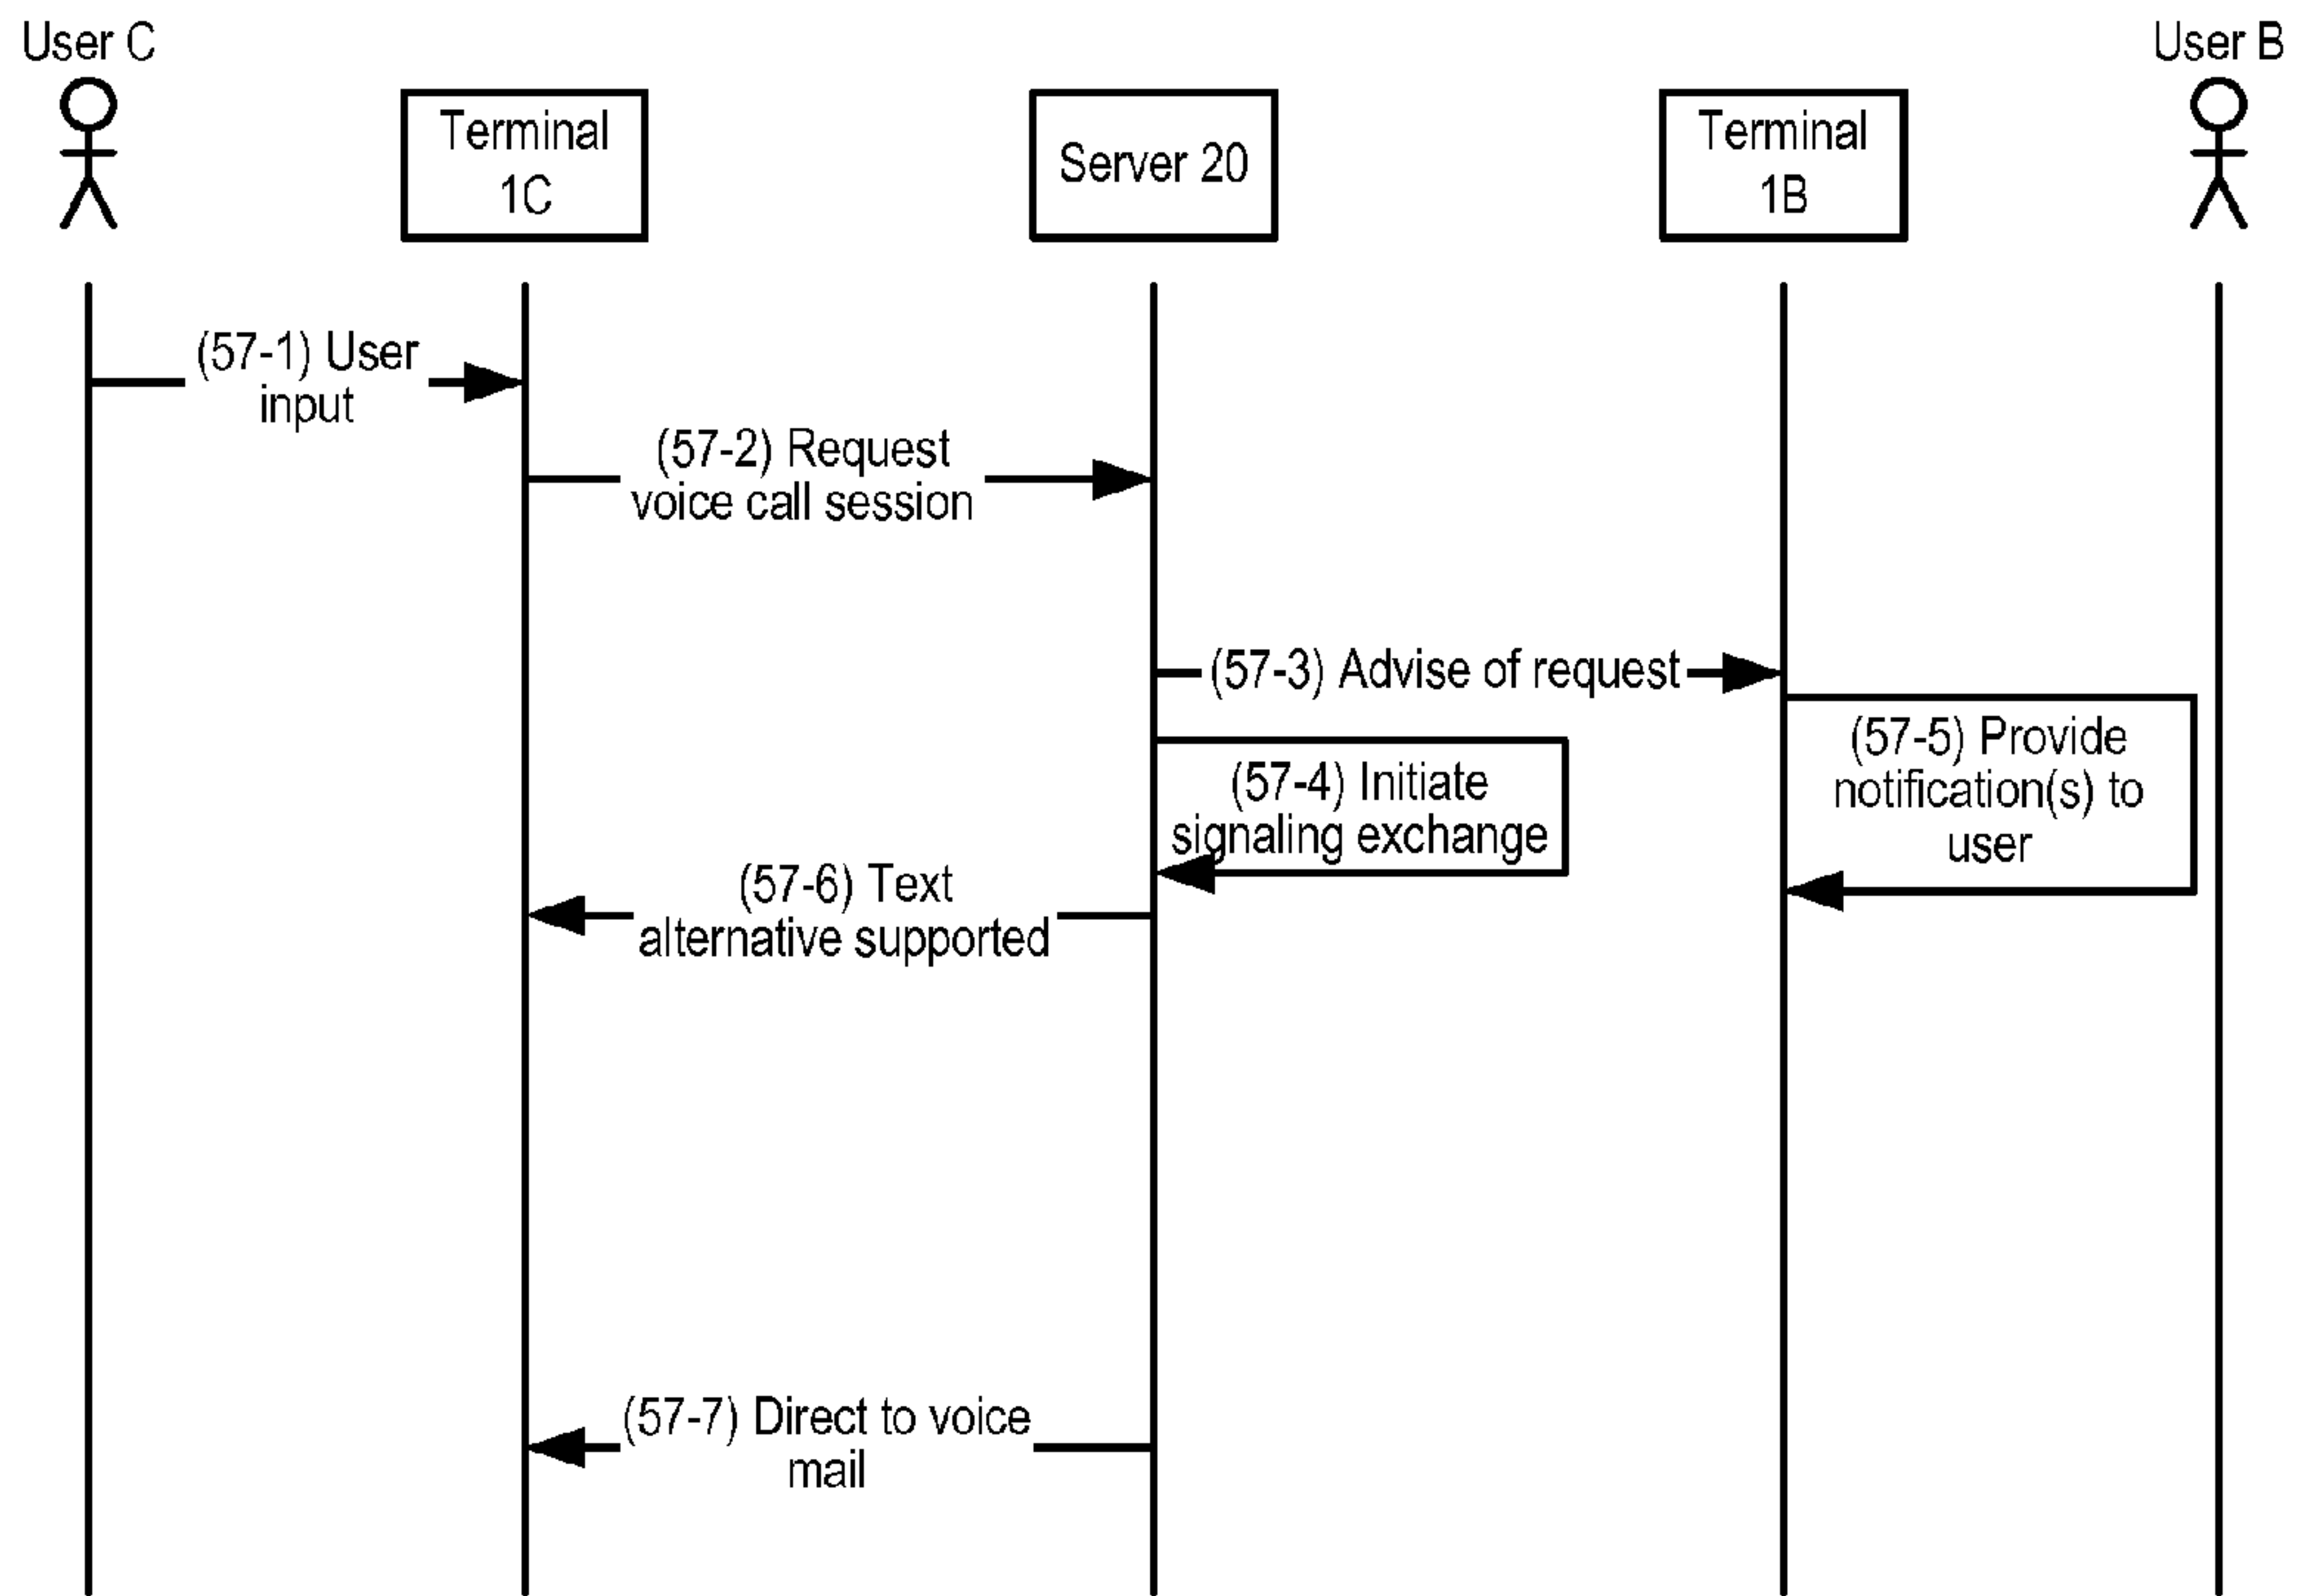 User C
User B
Terminal
1C
Server 20
Terminal
1B
(57-1) User
input
(57-2) Request
voice call session
(57-3) Advise of request
(57-4) Initiate
signaling exchange
(57-5) Provide
notification(s) to
user
(57-6) Text
alternative supported
(57-7) Direct to voice
mail